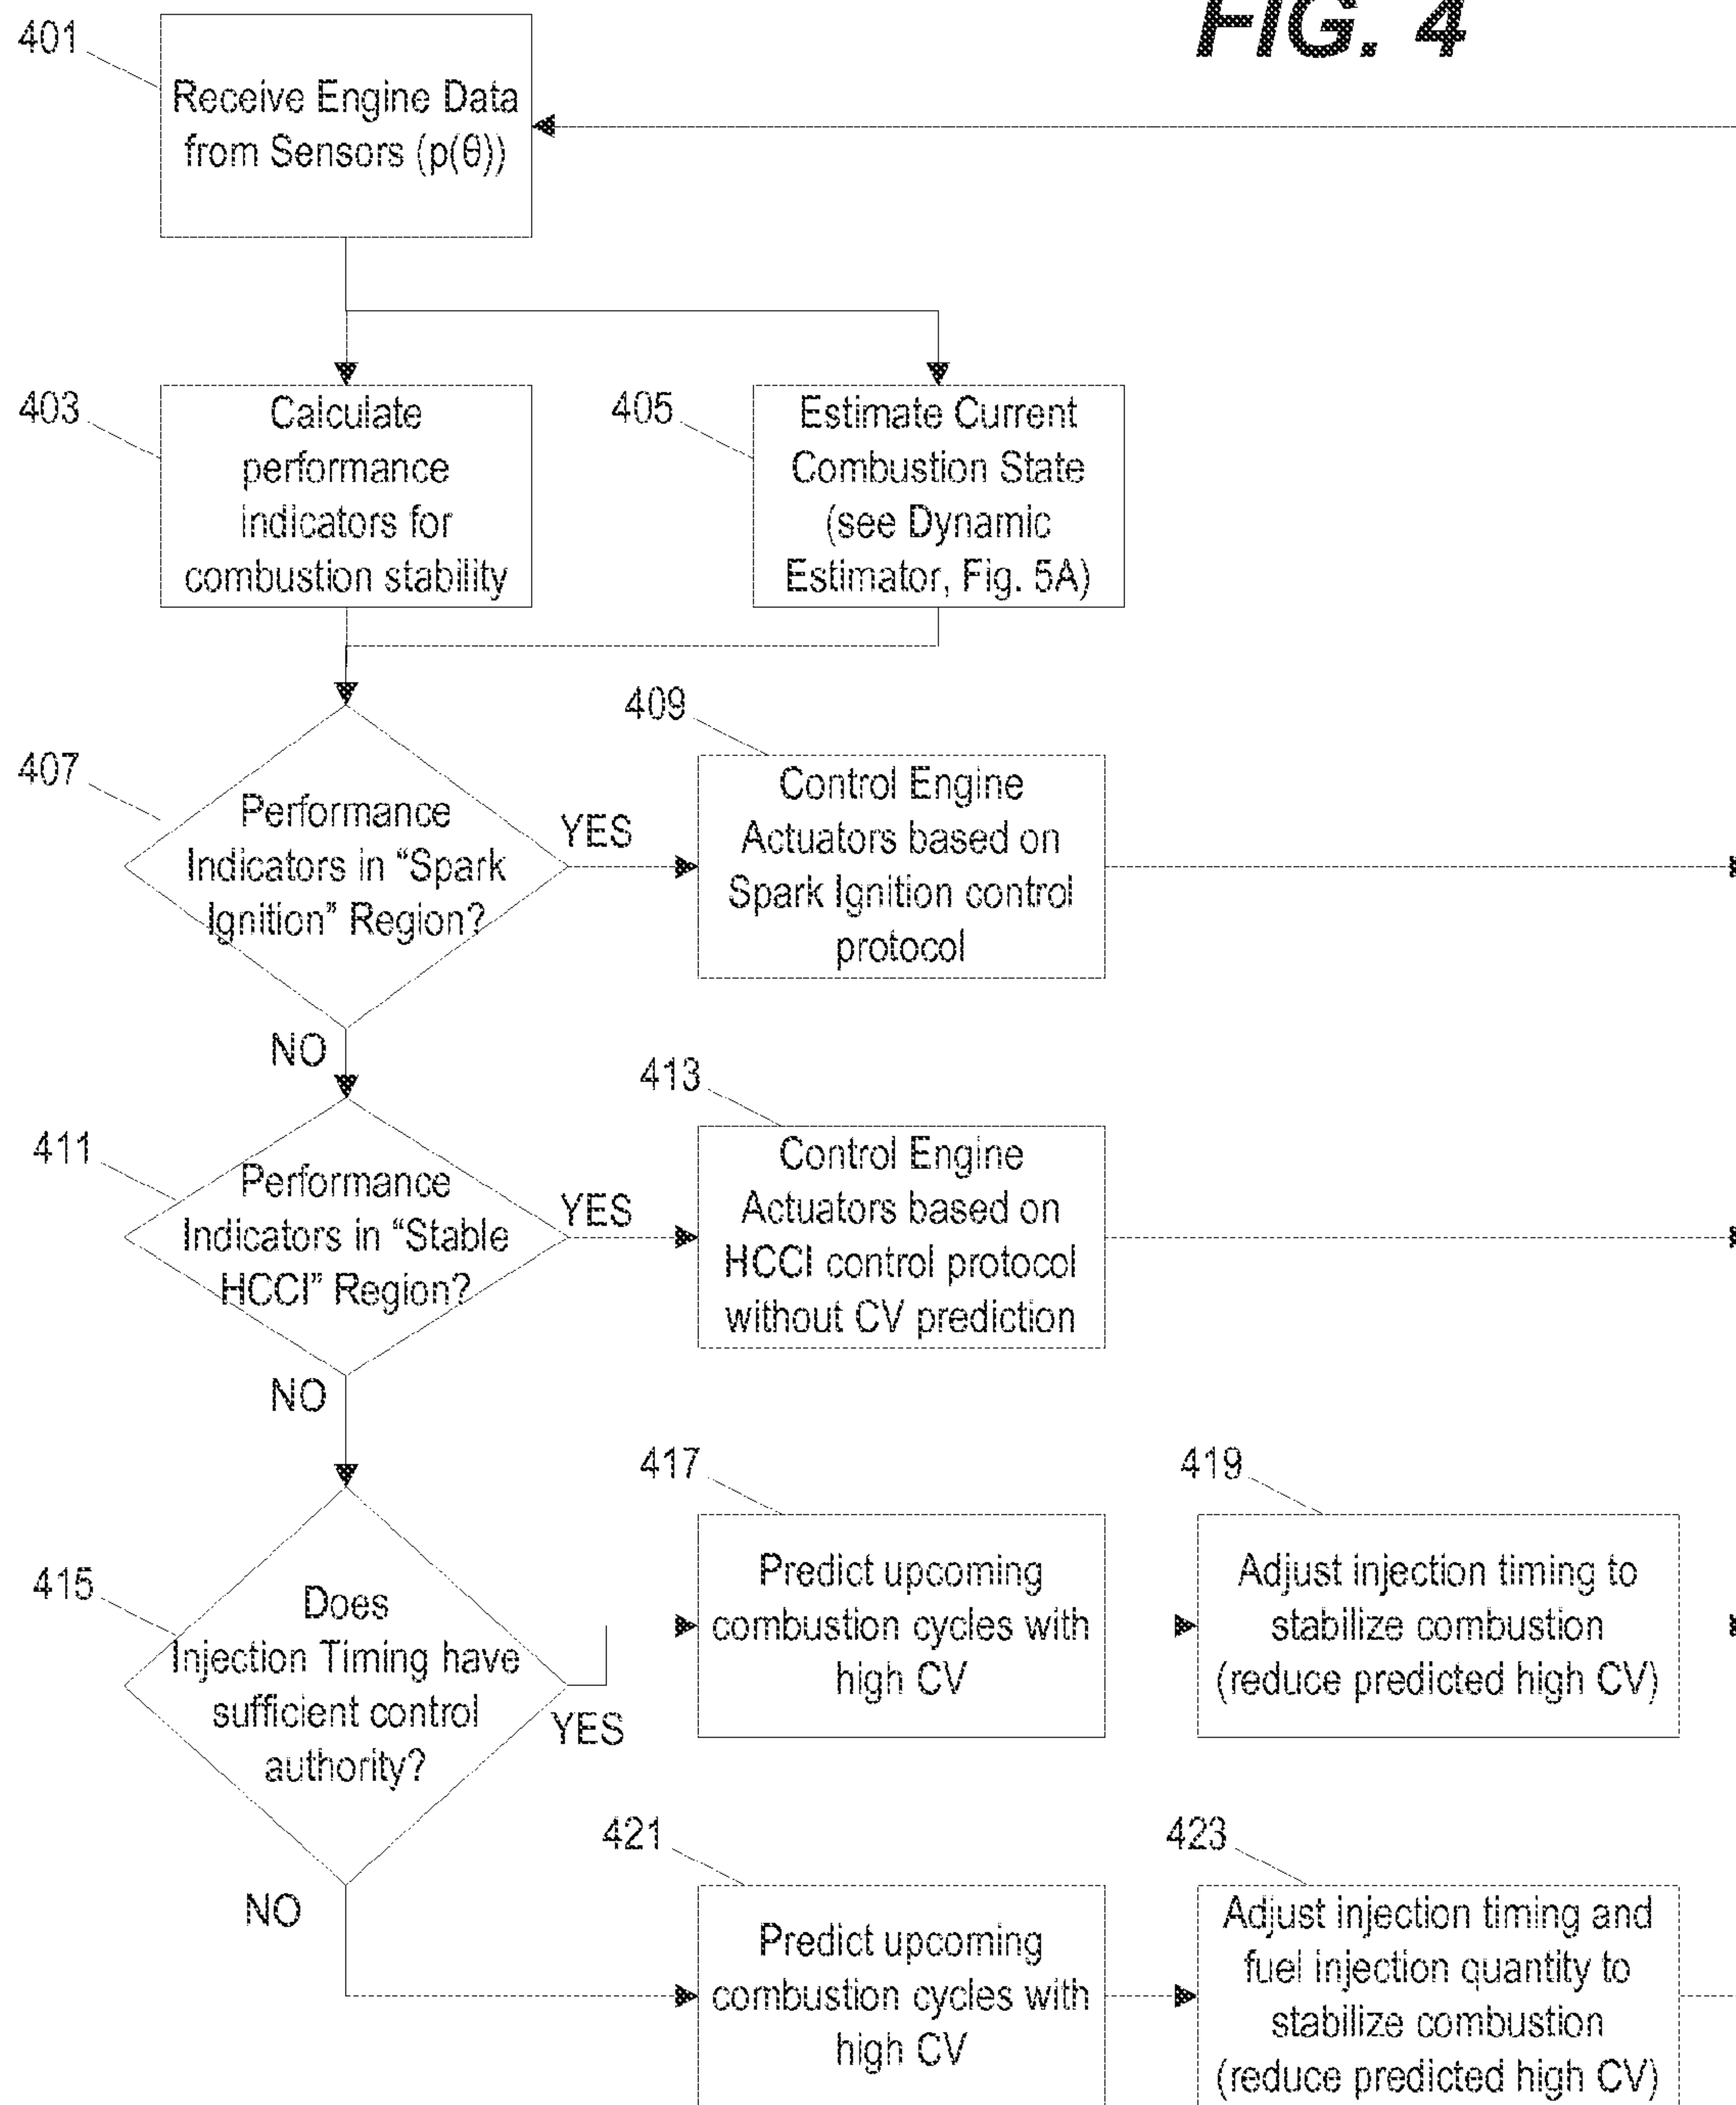 FIG. 4
401
Receive Engine Data
from Sensors (p(θ))
403
Calculate
performance
indicators for
combustion stability
405
Estimate Current
Combustion State
(see Dynamic
Estimator, Fig. 5A)
407
Performance
Indicators in “Spark
Ignition” Region?
YES
NO
409
Control Engine
Actuators based on
Spark Ignition control
protocol
411
Performance
Indicators in “Stable
HCCI” Region?
YES
NO
413
Control Engine
Actuators based on
HCCI control protocol
without CV prediction
415
Does
Injection Timing have
sufficient control
authority?
YES
NO
417
Predict upcoming
combustion cycles with
high CV
419
Adjust injection timing to
stabilize combustion
(reduce predicted high CV)
421
Predict upcoming
combustion cycles with
high CV
423
Adjust injection timing and
fuel injection quantity to
stabilize combustion
(reduce predicted high CV)